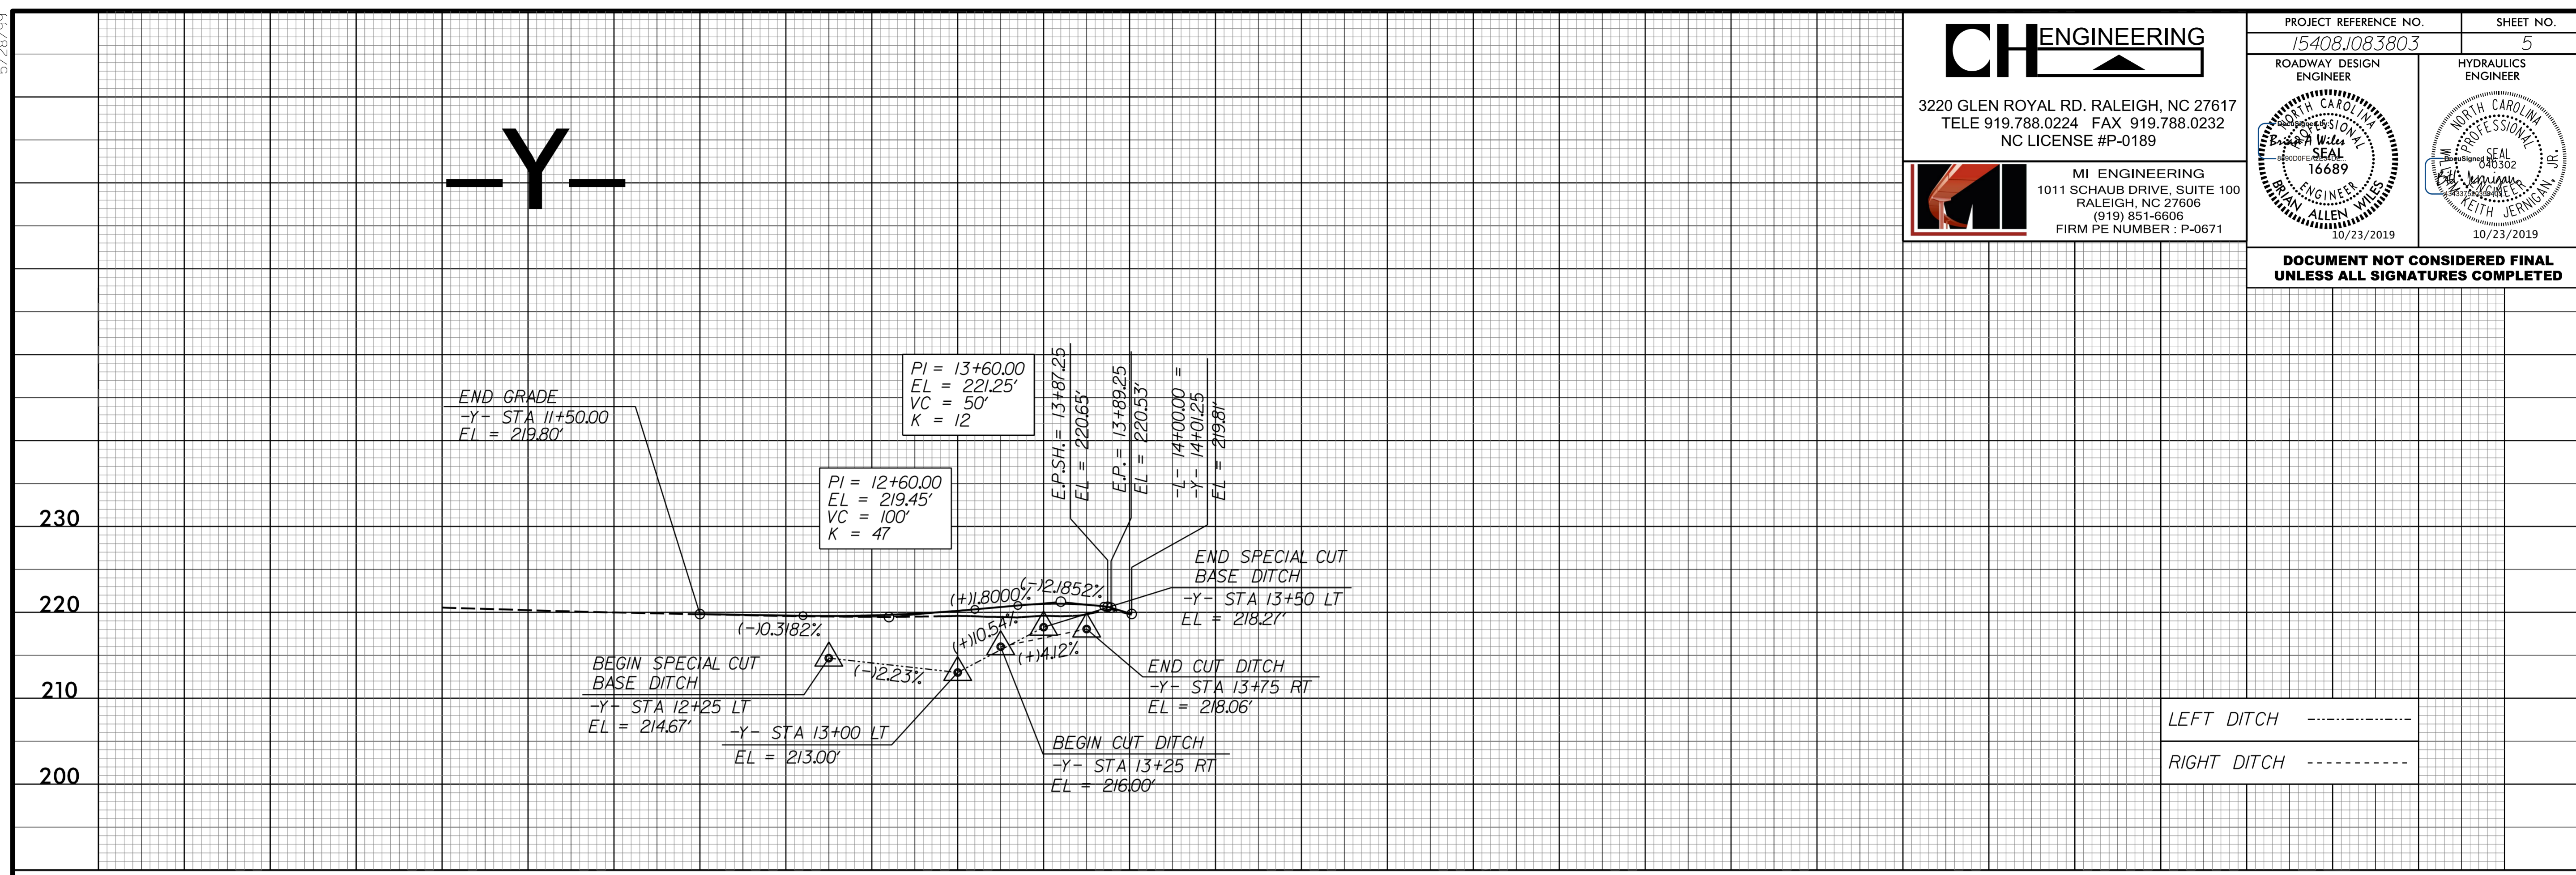 5/28/99
-Y-
CH ENGINEERING
3220 GLEN ROYAL RD. RALEIGH, NC 27617
TELE 919.788.0224 FAX 919.788.0232
NC LICENSE #P-0189
MI ENGINEERING
1011 SCHAUB DRIVE, SUITE 100
RALEIGH, NC 27606
(919) 851-6606
FIRM PE NUMBER : P-0671
PROJECT REFERENCE NO.
SHEET NO.
15408.1083803
5
ROADWAY DESIGN
ENGINEER
HYDRAULICS
ENGINEER
NORTH CAROLINA
PROFESSIONAL
DocuSigned by:
Brian A Wiles
SEAL
16689
ENGINEER
BRIAN ALLEN WILES
10/23/2019
NORTH CAROLINA
PROFESSIONAL
SEAL
DocuSigned by:
040302
ENGINEER
KEITH JERNIGAN, JR.
10/23/2019
DOCUMENT NOT CONSIDERED FINAL
UNLESS ALL SIGNATURES COMPLETED
END GRADE
-Y- STA 11+50.00
EL = 219.80'
PI = 13+60.00
EL = 221.25'
VC = 50'
K = 12
PI = 12+60.00
EL = 219.45'
VC = 100'
K = 47
E.P.SH.= 13+87.25
EL = 220.65'
E.P.= 13+89.25
EL = 220.53'
-L- 14+00.00 =
-Y- 14+01.25
EL = 219.81'
230
220
210
200
END SPECIAL CUT
BASE DITCH
-Y- STA 13+50 LT
EL = 218.27'
(-)0.3182%
(+)1.8000%
(-)2.1852%
(-)2.23%
(+)10.54%
(+)4.12%
BEGIN SPECIAL CUT
BASE DITCH
-Y- STA 12+25 LT
EL = 214.67'
-Y- STA 13+00 LT
EL = 213.00'
END CUT DITCH
-Y- STA 13+75 RT
EL = 218.06'
BEGIN CUT DITCH
-Y- STA 13+25 RT
EL = 216.00'
LEFT DITCH
RIGHT DITCH